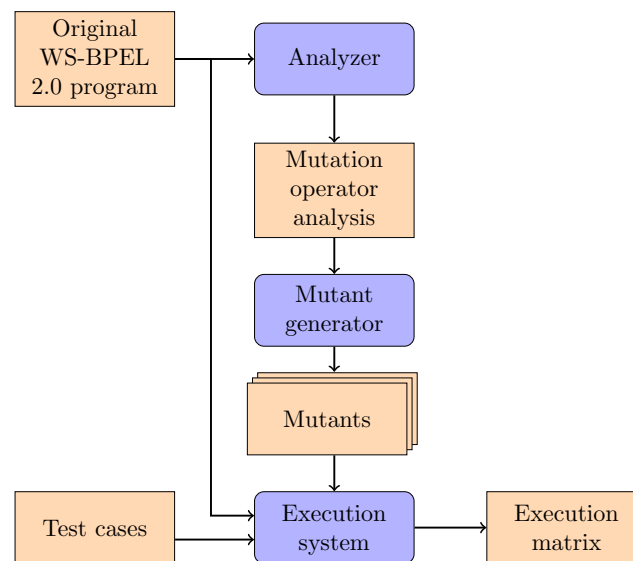 Original
WS-BPEL
2.0 program
Analyzer
Mutation
operator
analysis
Mutant
generator
Mutants
Test cases
Execution
system
Execution
matrix